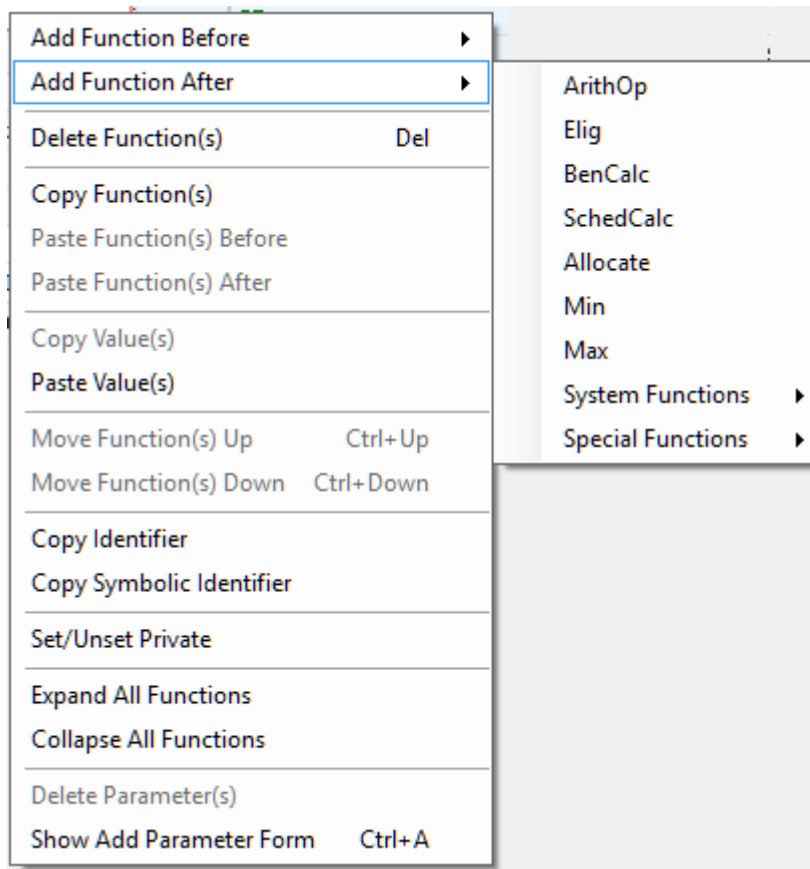 Add Function Before
Add Function After
Delete Function(s) Del
Copy Function(s)
Paste Function(s) Before
Paste Function(s) After
Copy Value(s)
Paste Value(s)
Move Function(s) Up Ctrl+Up
Move Function(s) Down Ctrl+Down
Copy Identifier
Copy Symbolic Identifier
Set/Unset Private
Expand All Functions
Collapse All Functions
Delete Parameter(s)
Show Add Parameter Form Ctrl+A
ArithOp
Elig
BenCalc
SchedCalc
Allocate
Min
Max
System Functions
Special Functions